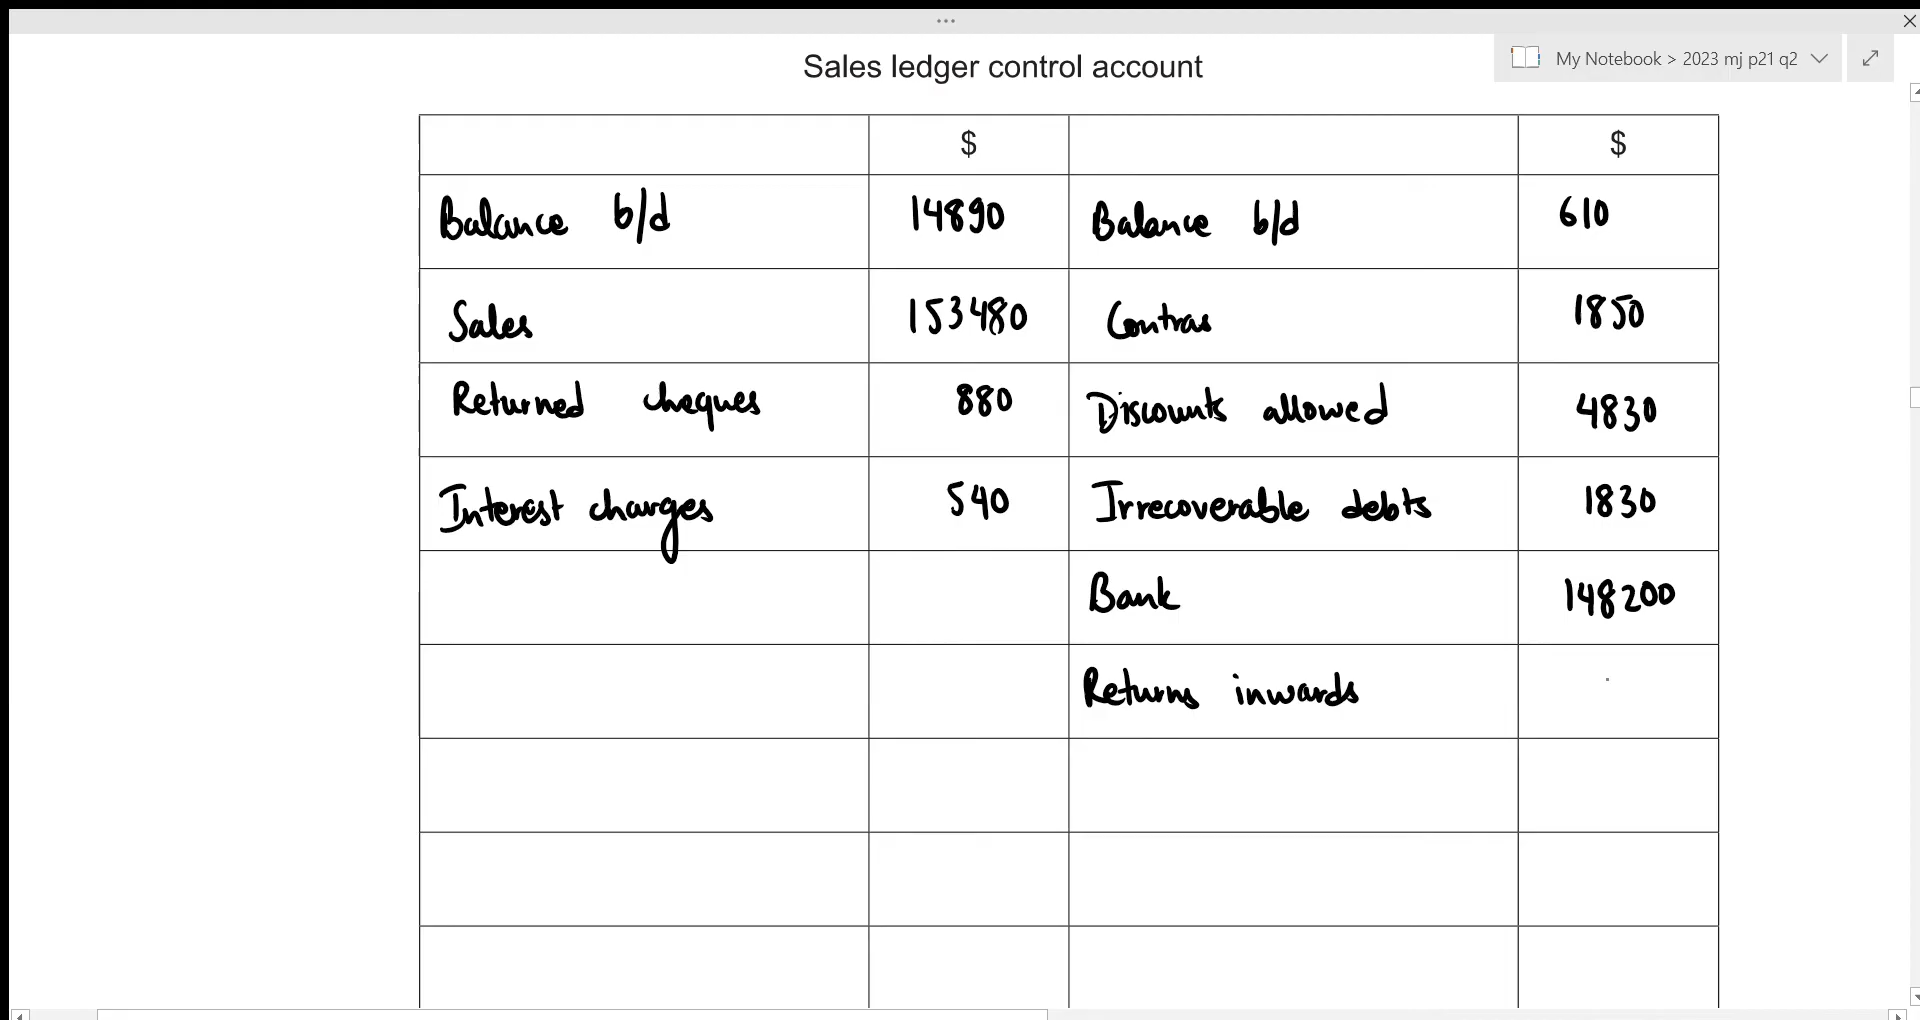 ...
My Notebook > 2023 mj p21 q2
Sales ledger control account
$ $
Balance b/d 14890 Balance b/d 610
Sales 153480 Contras 1850
Returned cheques 880 Discounts allowed 4830
Interest charges 540 Irrecoverable debts 1830
Bank 148200
Returns inwards